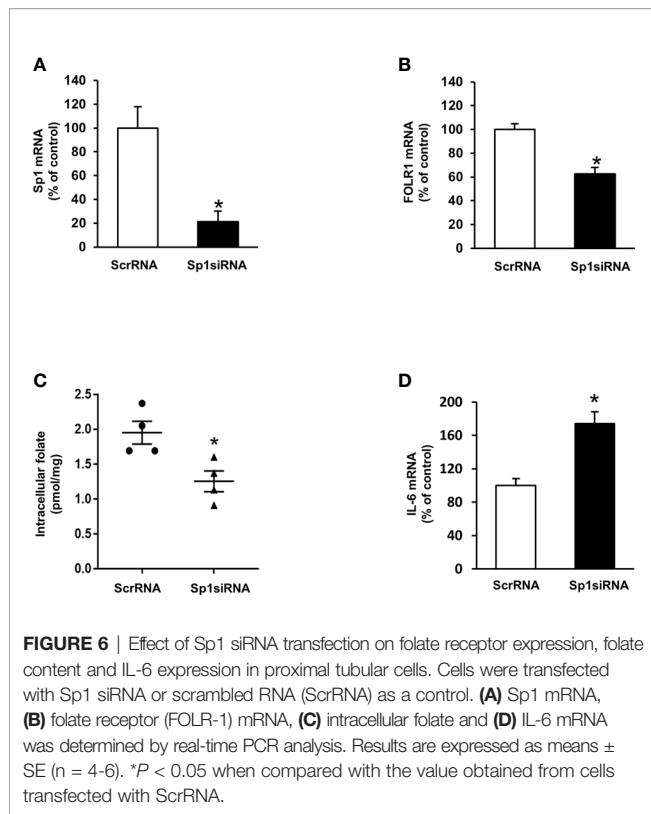 A
140
120
100
80
60
40
20
0
Sp1 mRNA
(% of control)
*
ScrRNA
Sp1siRNA
B
140
120
100
80
60
40
20
0
FOLR1 mRNA
(% of control)
*
ScrRNA
Sp1siRNA
C
2.5
2.0
1.5
1.0
0.5
0.0
Intracellular folate
(pmol/mg)
*
ScrRNA
Sp1siRNA
D
200
160
120
80
40
0
IL-6 mRNA
(% of control)
*
ScrRNA
Sp1siRNA
FIGURE 6 | Effect of Sp1 siRNA transfection on folate receptor expression, folate
content and IL-6 expression in proximal tubular cells. Cells were transfected
with Sp1 siRNA or scrambled RNA (ScrRNA) as a control. (A) Sp1 mRNA,
(B) folate receptor (FOLR-1) mRNA, (C) intracellular folate and (D) IL-6 mRNA
was determined by real-time PCR analysis. Results are expressed as means ±
SE (n = 4-6). *P < 0.05 when compared with the value obtained from cells
transfected with ScrRNA.